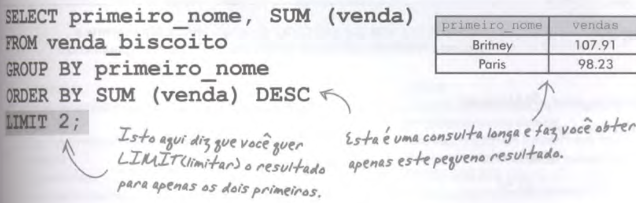 SELECT primeiro_nome, SUM (venda)
FROM venda_biscoito
GROUP BY primeiro_nome
ORDER BY SUM (venda) DESC
LIMIT 2;
primeiro_nome vendas
Britney 107.91
Paris 98.23
Isto aqui diz que você quer
LIMIT(limitar) o resultado
para apenas os dois primeiros.
Esta é uma consulta longa e faz você obter
apenas este pequeno resultado.